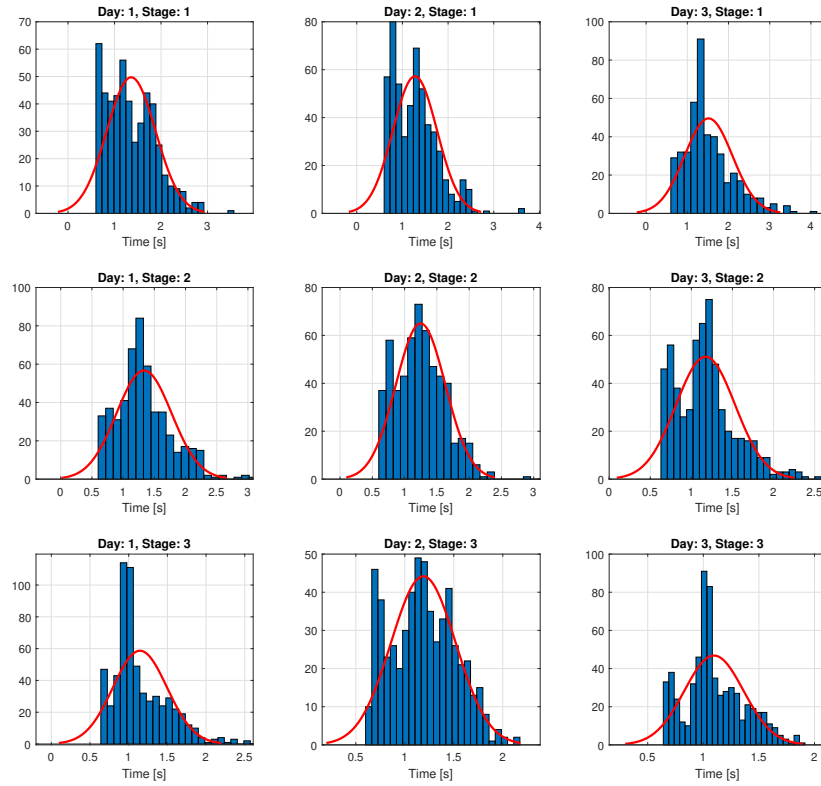 Day: 1, Stage: 1
70
60
50
40
30
20
10
0
0 1 2 3
Time [s]
Day: 2, Stage: 1
80
60
40
20
0
0 1 2 3 4
Time [s]
Day: 3, Stage: 1
100
80
60
40
20
0
0 1 2 3 4
Time [s]
Day: 1, Stage: 2
100
80
60
40
20
0
0 0.5 1 1.5 2 2.5 3
Time [s]
Day: 2, Stage: 2
80
60
40
20
0
0 0.5 1 1.5 2 2.5 3
Time [s]
Day: 3, Stage: 2
100
80
60
40
20
0
0 0.5 1 1.5 2 2.5
Time [s]
Day: 1, Stage: 3
120
100
80
60
40
20
0
0 0.5 1 1.5 2 2.5
Time [s]
Day: 2, Stage: 3
50
40
30
20
10
0
0.5 1 1.5 2
Time [s]
Day: 3, Stage: 3
100
80
60
40
20
0
0.5 1 1.5 2
Time [s]